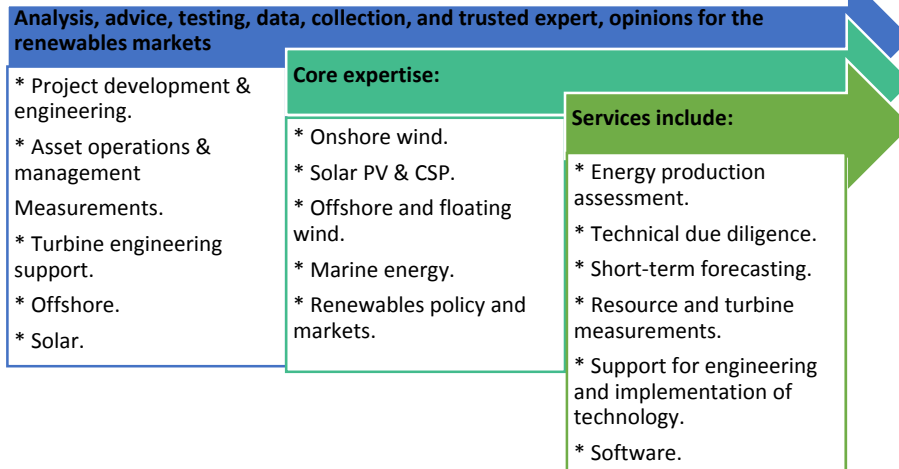 Analysis, advice, testing, data, collection, and trusted expert, opinions for the
renewables markets
* Project development &
engineering.
* Asset operations &
management
Measurements.
* Turbine engineering
support.
* Offshore.
* Solar.
Core expertise:
* Onshore wind.
* Solar PV & CSP.
* Offshore and floating
wind.
* Marine energy.
* Renewables policy and
markets.
Services include:
* Energy production
assessment.
* Technical due diligence.
* Short-term forecasting.
* Resource and turbine
measurements.
* Support for engineering
and implementation of
technology.
* Software.